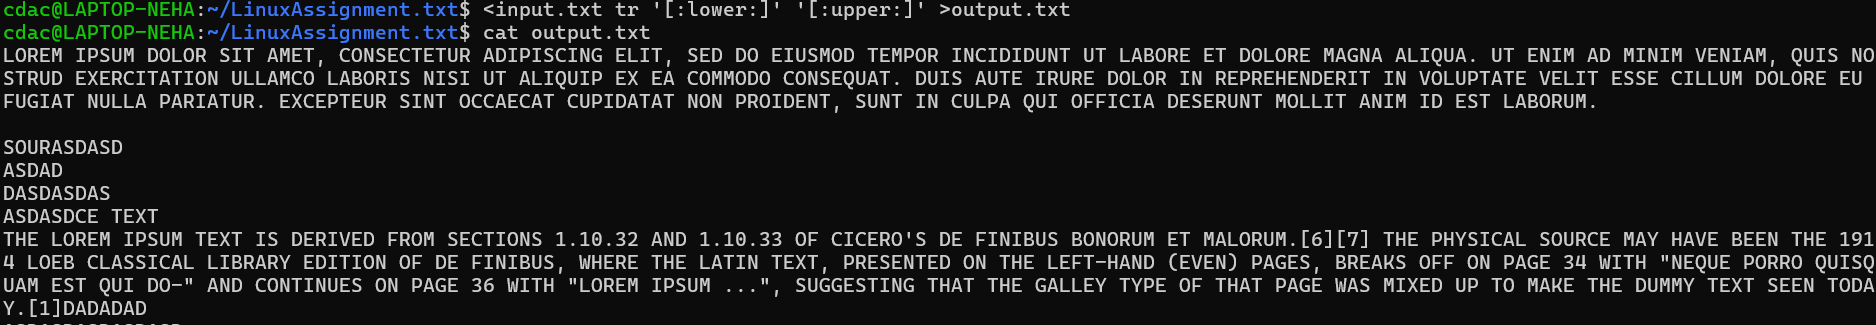 cdac@LAPTOP-NEHA:~/LinuxAssignment.txt$ <input.txt tr '[:lower:]' '[:upper:]' >output.txt
cdac@LAPTOP-NEHA:~/LinuxAssignment.txt$ cat output.txt
LOREM IPSUM DOLOR SIT AMET, CONSECTETUR ADIPISCING ELIT, SED DO EIUSMOD TEMPOR INCIDIDUNT UT LABORE ET DOLORE MAGNA ALIQUA. UT ENIM AD MINIM VENIAM, QUIS NO
STRUD EXERCITATION ULLAMCO LABORIS NISI UT ALIQUIP EX EA COMMODO CONSEQUAT. DUIS AUTE IRURE DOLOR IN REPREHENDERIT IN VOLUPTATE VELIT ESSE CILLUM DOLORE EU
FUGIAT NULLA PARIATUR. EXCEPTEUR SINT OCCAECAT CUPIDATAT NON PROIDENT, SUNT IN CULPA QUI OFFICIA DESERUNT MOLLIT ANIM ID EST LABORUM.
SOURASDASD
ASDAD
DASDASDAS
ASDASDCE TEXT
THE LOREM IPSUM TEXT IS DERIVED FROM SECTIONS 1.10.32 AND 1.10.33 OF CICERO'S DE FINIBUS BONORUM ET MALORUM.[6][7] THE PHYSICAL SOURCE MAY HAVE BEEN THE 191
4 LOEB CLASSICAL LIBRARY EDITION OF DE FINIBUS, WHERE THE LATIN TEXT, PRESENTED ON THE LEFT-HAND (EVEN) PAGES, BREAKS OFF ON PAGE 34 WITH "NEQUE PORRO QUISQ
UAM EST QUI DO-" AND CONTINUES ON PAGE 36 WITH "LOREM IPSUM ...", SUGGESTING THAT THE GALLEY TYPE OF THAT PAGE WAS MIXED UP TO MAKE THE DUMMY TEXT SEEN TODA
Y.[1]DADADAD